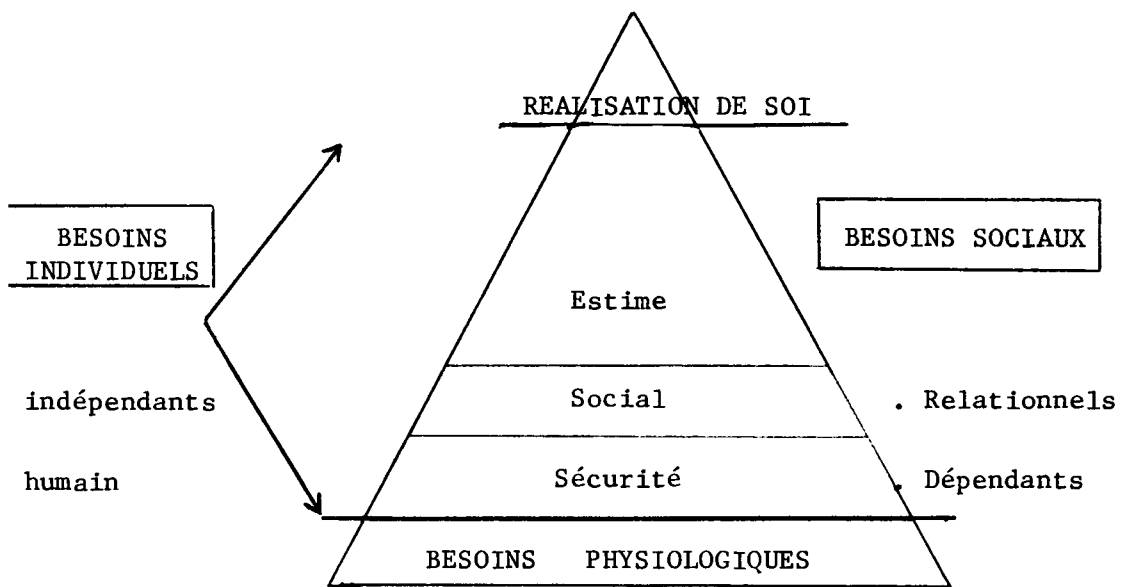 REALISATION DE SOI
BESOINS
INDIVIDUELS
BESOINS SOCIAUX
Estime
indépendants
Social
. Relationnels
humain
Sécurité
. Dépendants
BESOINS PHYSIOLOGIQUES